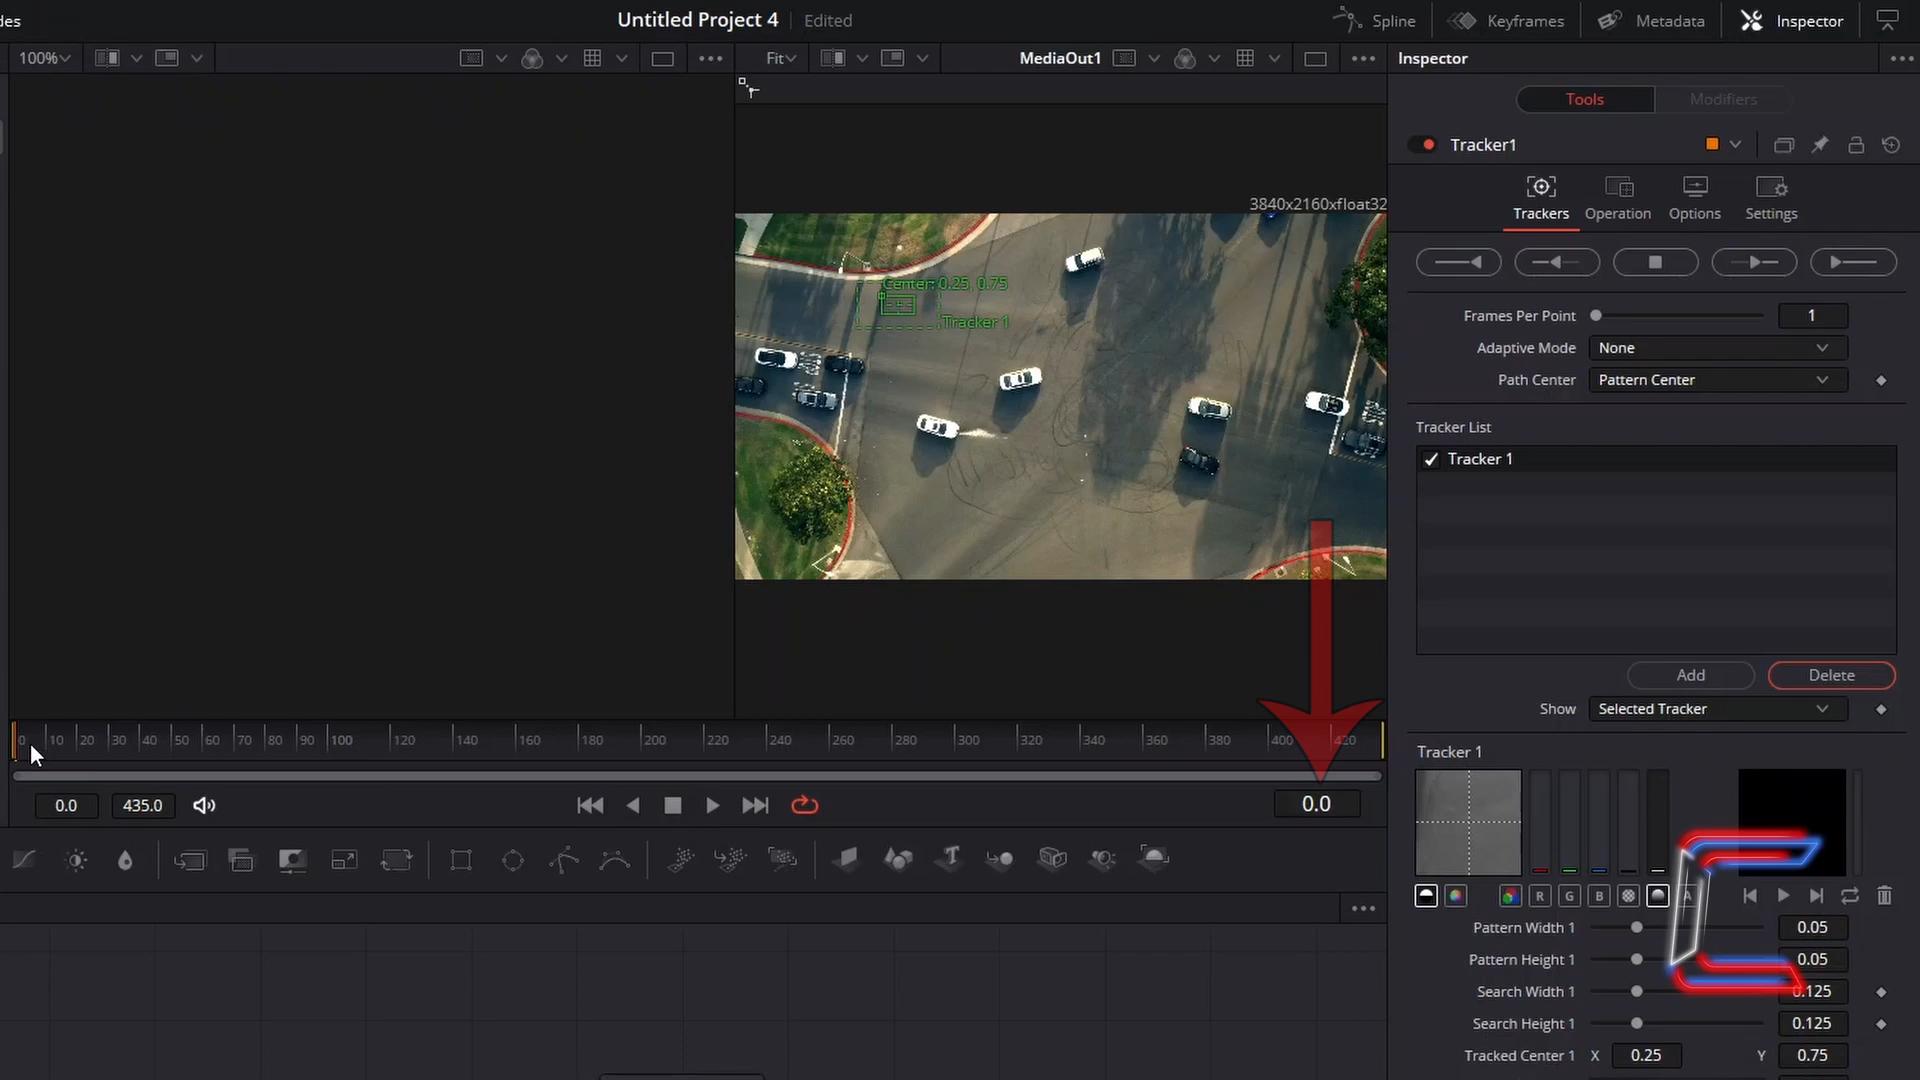 des
Untitled Project 4 Edited
Spline Keyframes Metadata Inspector
100% Fit MediaOut1 Inspector
Tools Modifiers
Tracker1
3840x2160xfloat32
Trackers Operation Options Settings
Center: 0.25, 0.75
Tracker 1
Frames Per Point 1
Adaptive Mode None
Path Center Pattern Center
Tracker List
Tracker 1
Add Delete
Show Selected Tracker
0 10 20 30 40 50 60 70 80 90 100 120 140 160 180 200 220 240 260 280 300 320 340 360 380 400 420
Tracker 1
0.0 435.0 0.0
R G B A
Pattern Width 1 0.05
Pattern Height 1 0.05
Search Width 1 0.125
Search Height 1 0.125
Tracked Center 1 X 0.25 Y 0.75